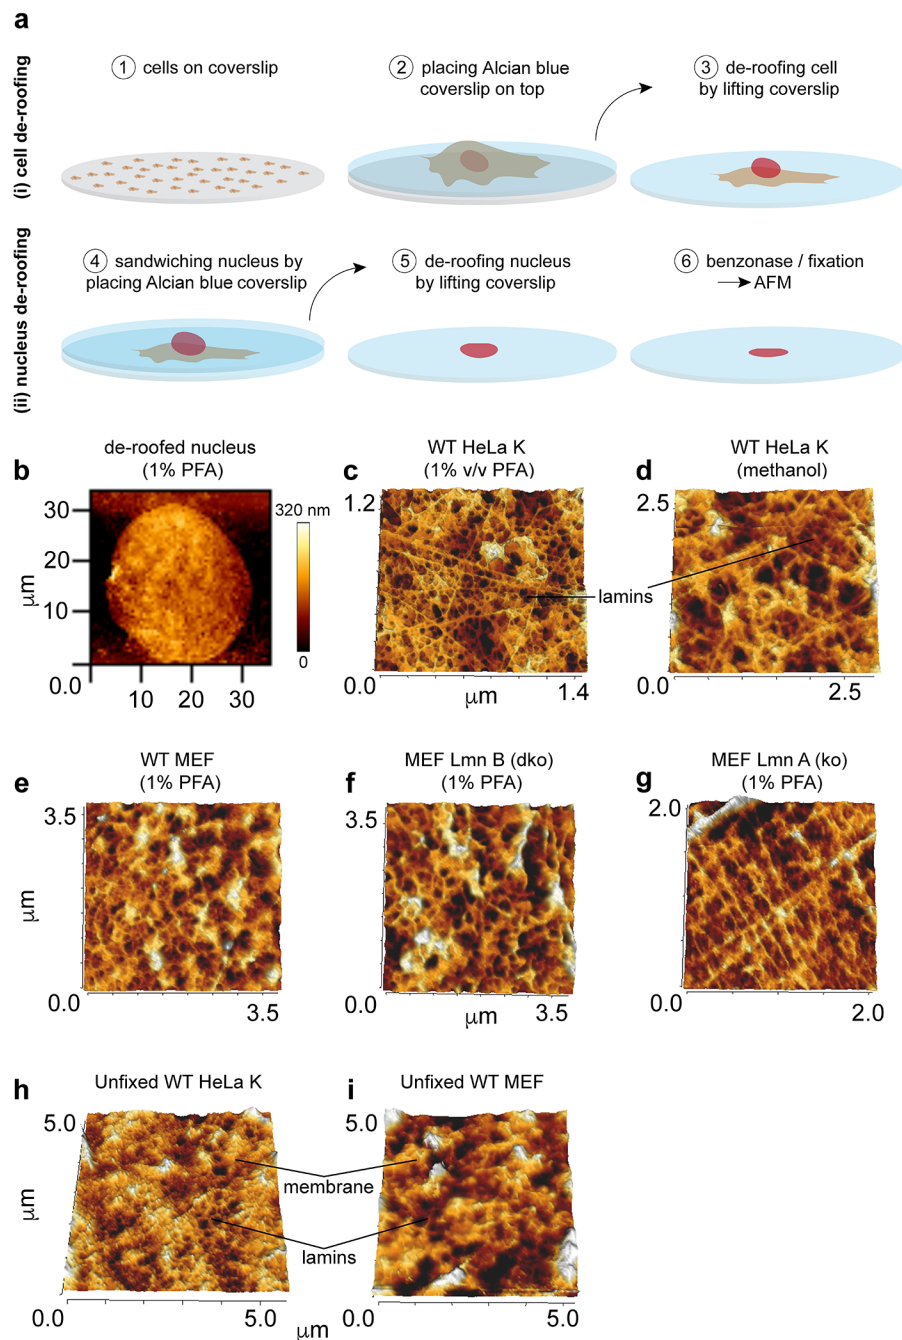 a
(i) cell de-roofing
1 cells on coverslip
2 placing Alcian blue
coverslip on top
3 de-roofing cell
by lifting coverslip
(ii) nucleus de-roofing
4 sandwiching nucleus by
placing Alcian blue coverslip
5 de-roofing nucleus
by lifting coverslip
6 benzonase / fixation
→AFM
b
de-roofed nucleus
(1% PFA)
320 nm
0
30
20
10
0.0
μm
10
20
30
c
WT HeLa K
(1% v/v PFA)
1.2
0.0
μm
1.4
lamins
d
WT HeLa K
(methanol)
2.5
0.0
2.5
e
WT MEF
(1% PFA)
3.5
μm
0.0
3.5
f
MEF Lmn B (dko)
(1% PFA)
3.5
0.0
μm
3.5
g
MEF Lmn A (ko)
(1% PFA)
2.0
0.0
2.0
h
Unfixed WT HeLa K
5.0
μm
0.0
5.0
μm
membrane
lamins
i
Unfixed WT MEF
5.0
0.0
5.0